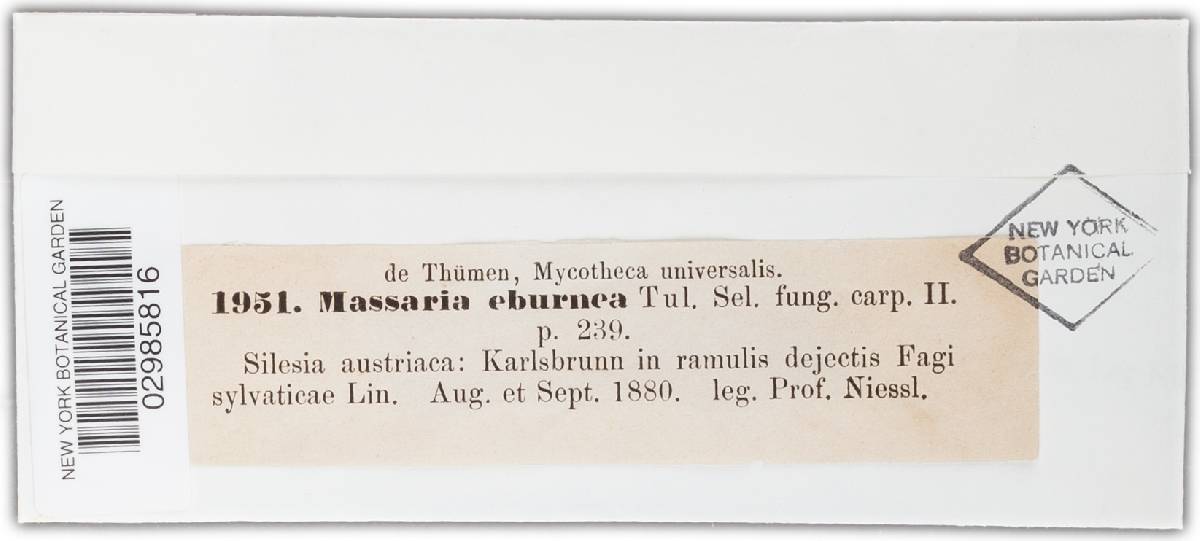 NEW YORK BOTANICAL GARDEN
02985816
de Thümen, Mycotheca universalis.
1951. Massaria eburnea Tul. Sel. fung. carp. II.
p. 239.
Silesia austriaca: Karlsbrunn in ramulis dejectis Fagi
sylvaticae Lin. Aug. et Sept. 1880. leg. Prof. Niessl.
NEW YORK
BOTANICAL
GARDEN